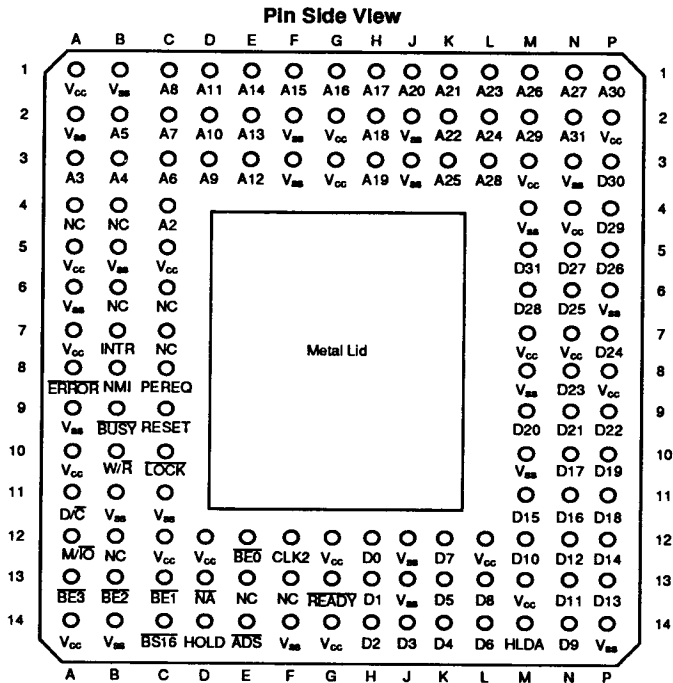 Pin Side View
A B C D E F G H J K L M N P
1 1
Vcc Vss A8 A11 A14 A15 A16 A17 A20 A21 A23 A26 A27 A30
2 2
Vss A5 A7 A10 A13 Vss Vcc A18 Vss A22 A24 A29 A31 Vcc
3 3
A3 A4 A6 A9 A12 Vss Vcc A19 Vss A25 A28 Vcc Vss D30
4 4
NC NC A2 Vss Vcc D29
5 5
Vcc Vss Vcc D31 D27 D26
6 6
Vss NC NC D28 D25 Vss
7 7
Vcc INTR NC Metal Lid Vcc Vcc D24
8 8
ERROR NMI PEREQ Vss D23 Vcc
9 9
Vss BUSY RESET D20 D21 D22
10 10
Vcc W/R LOCK Vss D17 D19
11 11
D/C Vss Vss D15 D16 D18
12 12
M/IO NC Vcc Vcc BE0 CLK2 Vcc D0 Vss D7 Vcc D10 D12 D14
13 13
BE3 BE2 BE1 NA NC NC READY D1 Vss D5 D8 Vcc D11 D13
14 14
Vcc Vss BS16 HOLD ADS Vss Vcc D2 D3 D4 D6 HLDA D9 Vss
A B C D E F G H J K L M N P